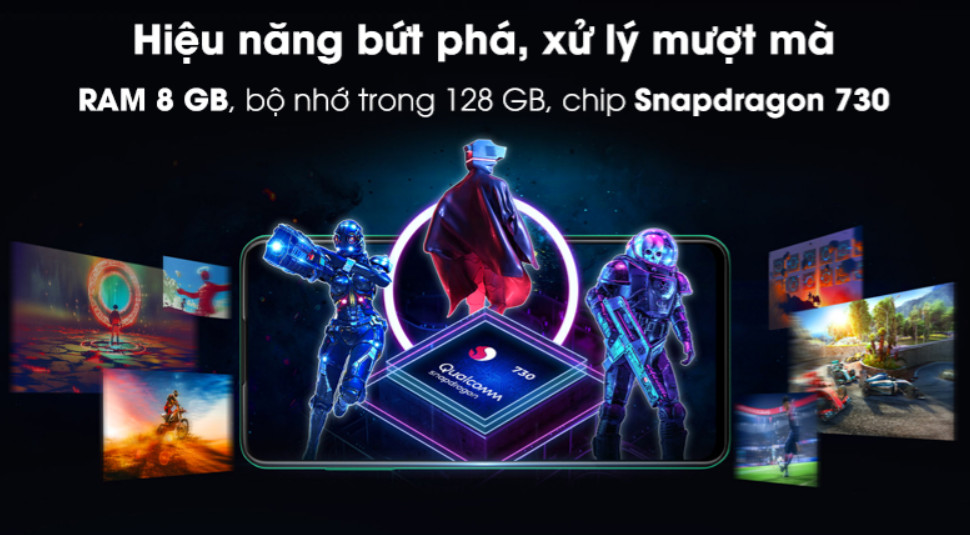 Hiệu năng bứt phá, xử lý mượt mà
RAM 8 GB, bộ nhớ trong 128 GB, chip Snapdragon 730
730
Qualcomm
snapdragon